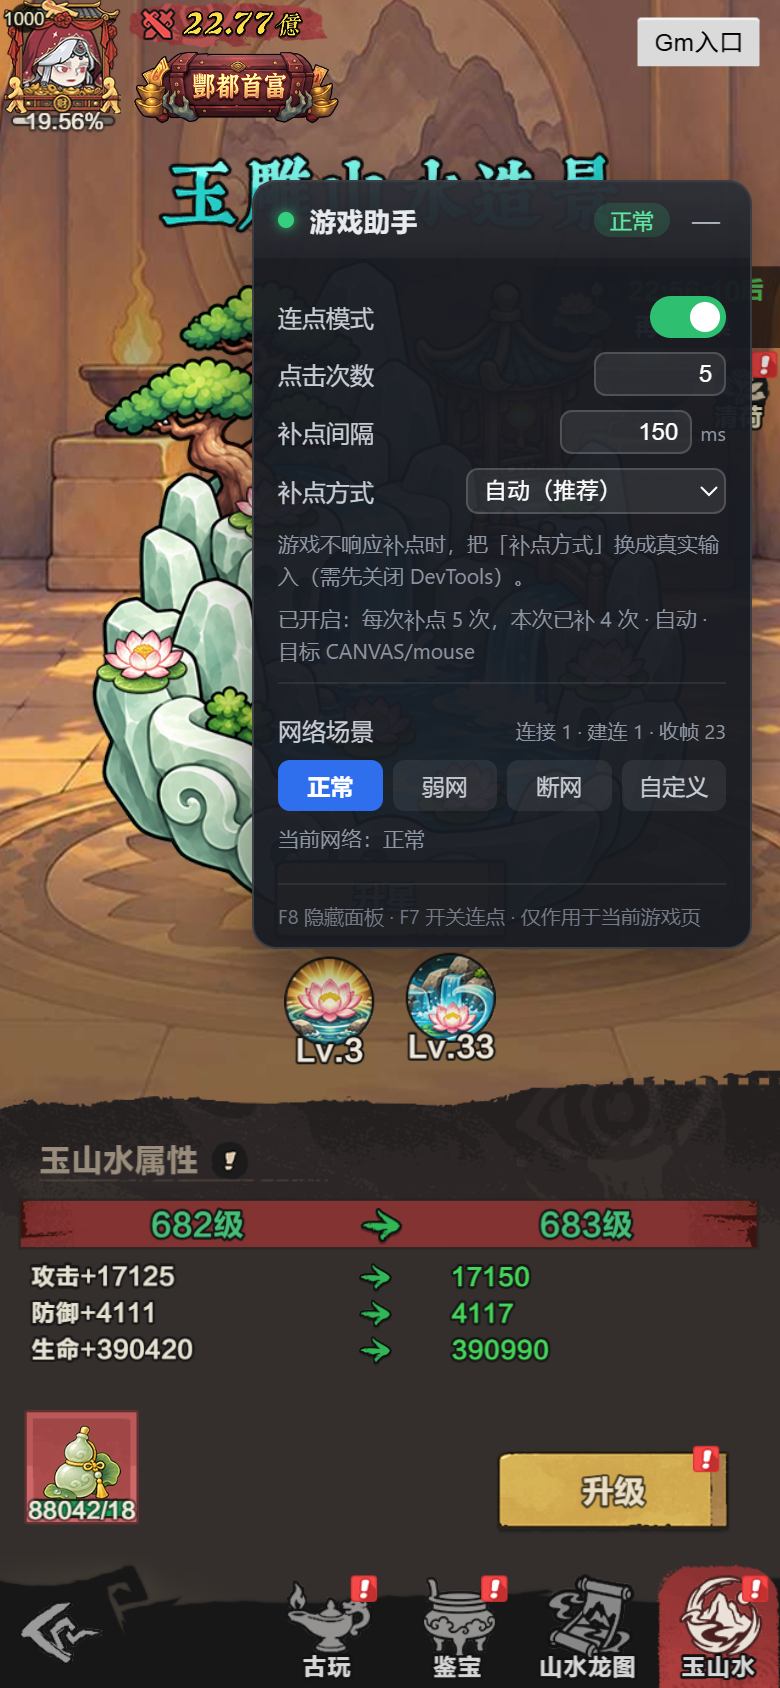 1000
22.77億
Gm入口
酆都首富
19.56%
玉雕山水造景
游戏助手
正常
连点模式
点击次数
5
补点间隔
150 ms
补点方式
自动（推荐）
游戏不响应补点时，把「补点方式」换成真实输
入（需先关闭 DevTools）。
已开启：每次补点 5 次，本次已补 4 次 · 自动 ·
目标 CANVAS/mouse
网络场景
连接 1 · 建连 1 · 收帧 23
正常
弱网
断网
自定义
当前网络：正常
F8 隐藏面板 · F7 开关连点 · 仅作用于当前游戏页
Lv.3
Lv.33
玉山水属性
682级
683级
攻击+17125
17150
防御+4111
4117
生命+390420
390990
88042/18
升级
古玩
鉴宝
山水龙图
玉山水